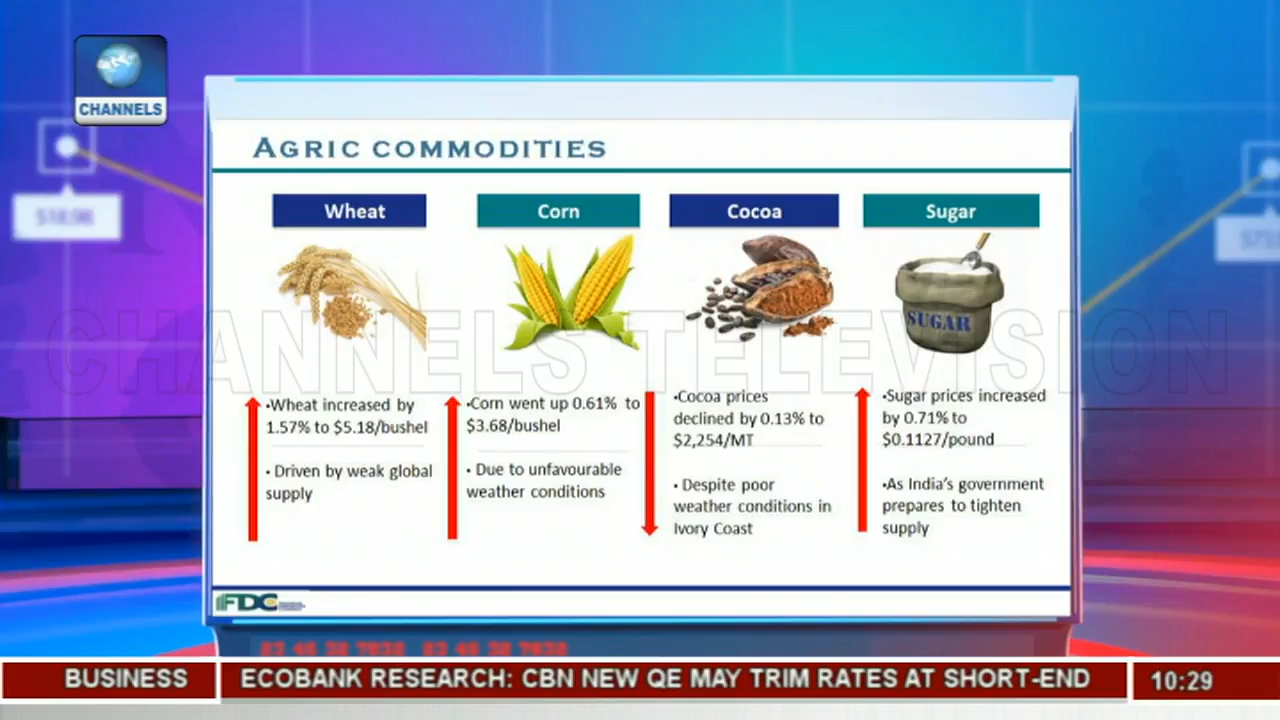 CHANNELS
AGRIC COMMODITIES
Wheat
Corn
Cocoa
Sugar
SUGAR
CHANNELS TELEVISION
•Wheat increased by
1.57% to $5.18/bushel
• Driven by weak global
supply
•Corn went up 0.61% to
$3.68/bushel
• Due to unfavourable
weather conditions
•Cocoa prices
declined by 0.13% to
$2,254/MT
• Despite poor
weather conditions in
Ivory Coast
•Sugar prices increased
by 0.71% to
$0.1127/pound
•As India's government
prepares to tighten
supply
FDC
BUSINESS
ECOBANK RESEARCH: CBN NEW QE MAY TRIM RATES AT SHORT-END
10:29